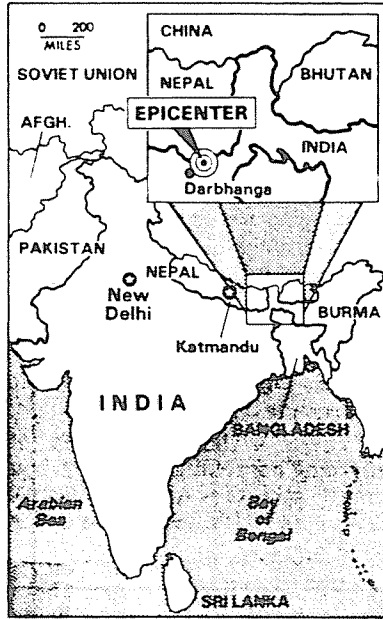 0 200
MILES
SOVIET UNION
AFGH.
PAKISTAN
CHINA
NEPAL
BHUTAN
EPICENTER
INDIA
Darbhanga
NEPAL
New
Delhi
BURMA
Katmandu
INDIA
BANGLADESH
Arabian
Sea
Bay
of
Bengal
SRI LANKA